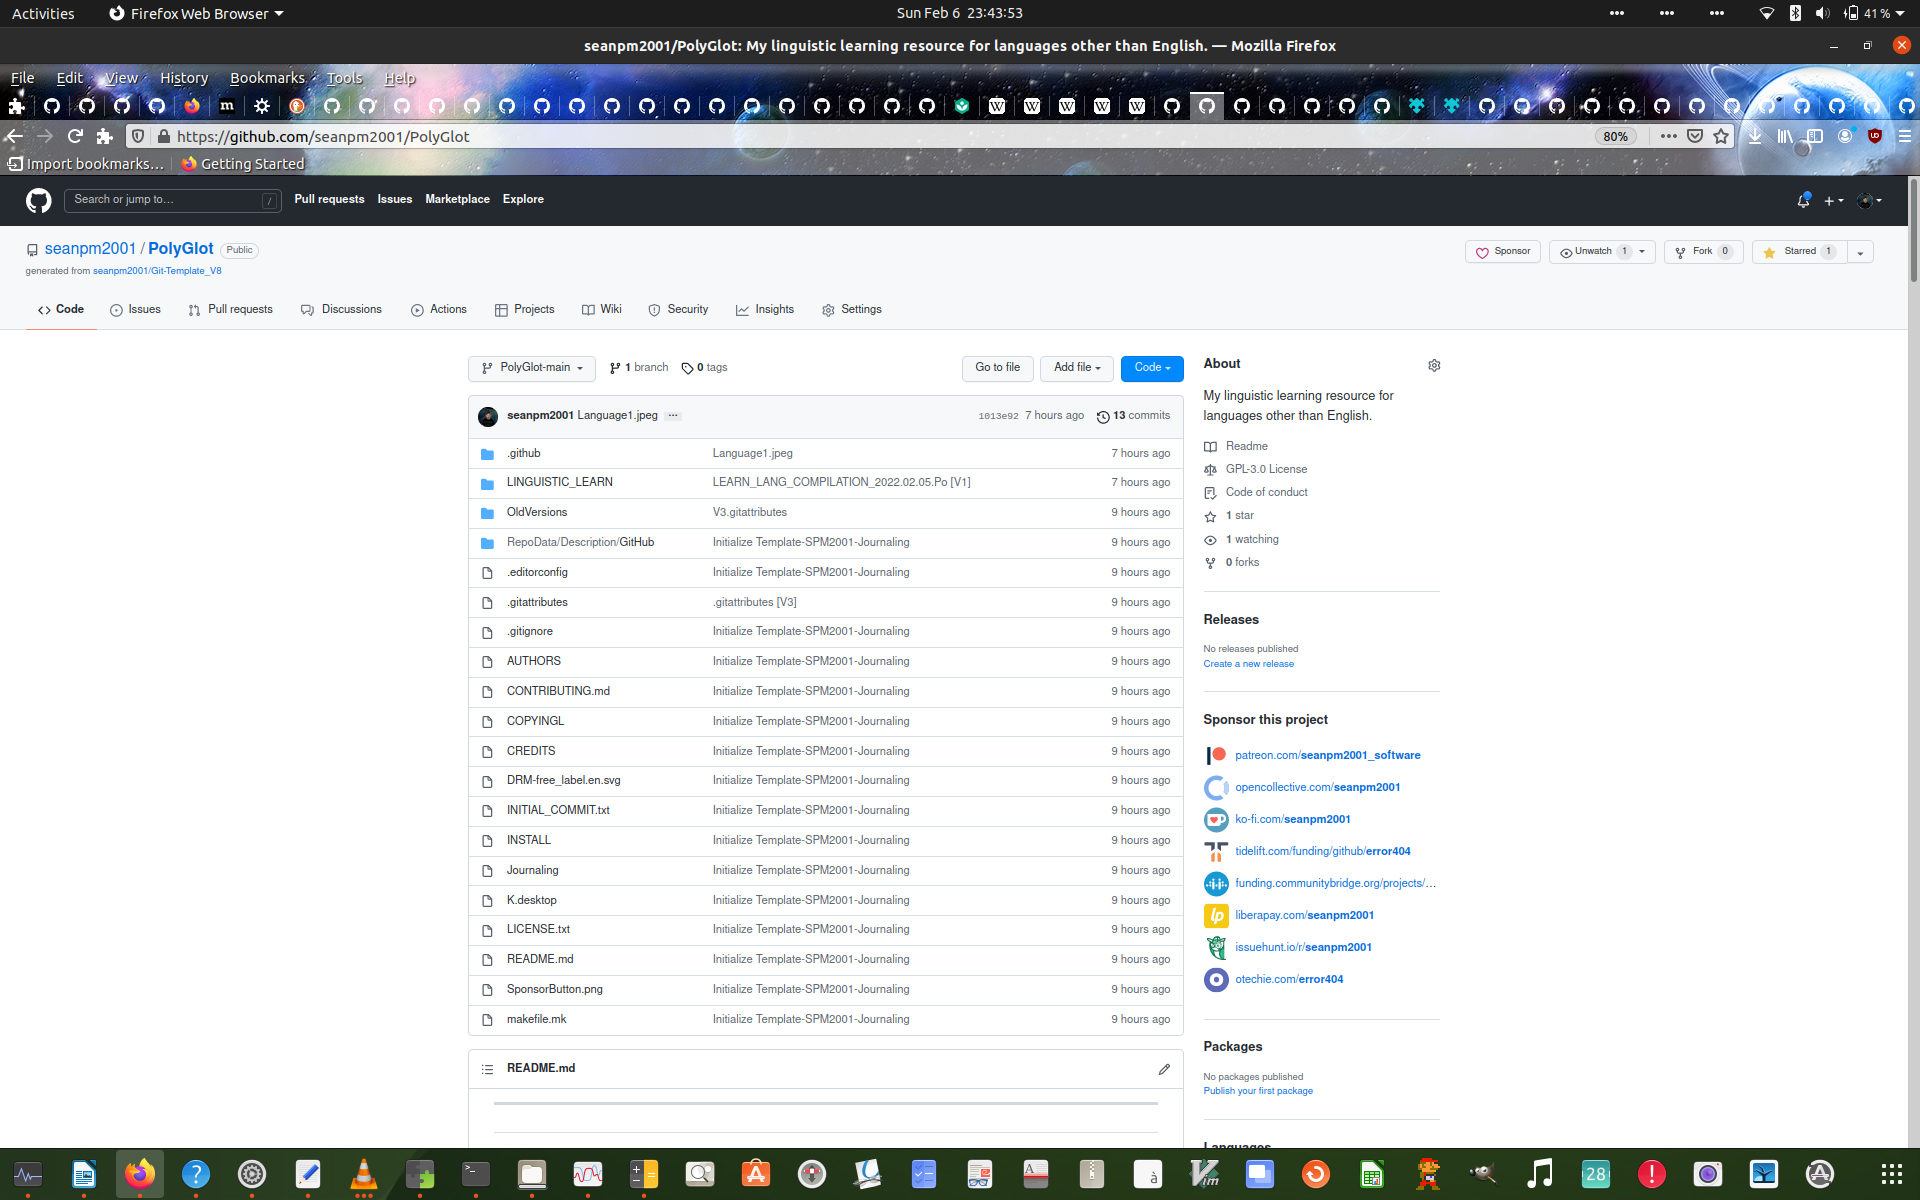 Activities Firefox Web Browser Sun Feb 6 23:43:53 41 %
seanpm2001/PolyGlot: My linguistic learning resource for languages other than English. — Mozilla Firefox
File Edit View History Bookmarks Tools Help
https://github.com/seanpm2001/PolyGlot 80%
Import bookmarks… Getting Started
Search or jump to… / Pull requests Issues Marketplace Explore
seanpm2001 / PolyGlot Public Sponsor Unwatch 1 Fork 0 Starred 1
generated from seanpm2001/Git-Template_V8
Code Issues Pull requests Discussions Actions Projects Wiki Security Insights Settings
PolyGlot-main 1 branch 0 tags Go to file Add file Code
seanpm2001 Language1.jpeg ··· 1013e92 7 hours ago 13 commits
.github Language1.jpeg 7 hours ago
LINGUISTIC_LEARN LEARN_LANG_COMPILATION_2022.02.05.Po [V1] 7 hours ago
OldVersions V3.gitattributes 9 hours ago
RepoData/Description/GitHub Initialize Template-SPM2001-Journaling 9 hours ago
.editorconfig Initialize Template-SPM2001-Journaling 9 hours ago
.gitattributes .gitattributes [V3] 9 hours ago
.gitignore Initialize Template-SPM2001-Journaling 9 hours ago
AUTHORS Initialize Template-SPM2001-Journaling 9 hours ago
CONTRIBUTING.md Initialize Template-SPM2001-Journaling 9 hours ago
COPYINGL Initialize Template-SPM2001-Journaling 9 hours ago
CREDITS Initialize Template-SPM2001-Journaling 9 hours ago
DRM-free_label.en.svg Initialize Template-SPM2001-Journaling 9 hours ago
INITIAL_COMMIT.txt Initialize Template-SPM2001-Journaling 9 hours ago
INSTALL Initialize Template-SPM2001-Journaling 9 hours ago
Journaling Initialize Template-SPM2001-Journaling 9 hours ago
K.desktop Initialize Template-SPM2001-Journaling 9 hours ago
LICENSE.txt Initialize Template-SPM2001-Journaling 9 hours ago
README.md Initialize Template-SPM2001-Journaling 9 hours ago
SponsorButton.png Initialize Template-SPM2001-Journaling 9 hours ago
makefile.mk Initialize Template-SPM2001-Journaling 9 hours ago
README.md
About
My linguistic learning resource for
languages other than English.
Readme
GPL-3.0 License
Code of conduct
1 star
1 watching
0 forks
Releases
No releases published
Create a new release
Sponsor this project
patreon.com/seanpm2001_software
opencollective.com/seanpm2001
ko-fi.com/seanpm2001
tidelift.com/funding/github/error404
funding.communitybridge.org/projects/…
liberapay.com/seanpm2001
issuehunt.io/r/seanpm2001
otechie.com/error404
Packages
No packages published
Publish your first package
Languages
28